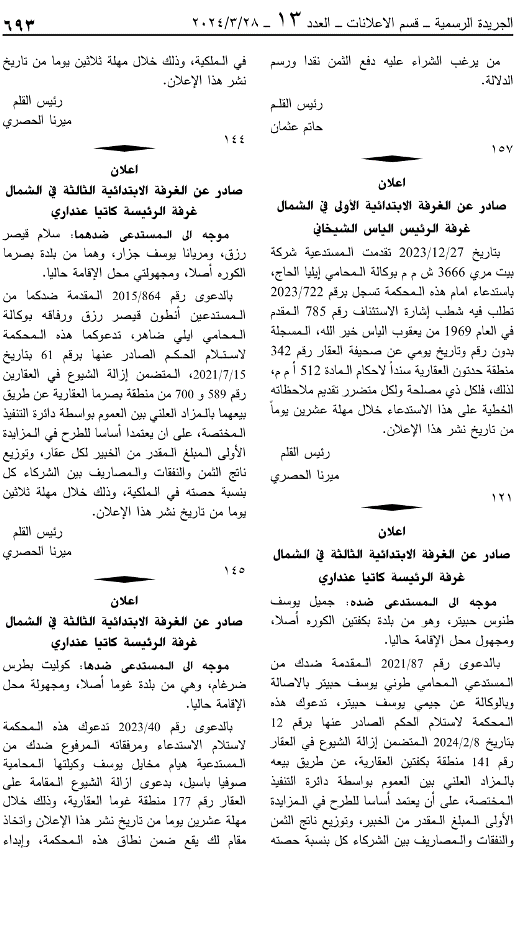 الجريدة الرسمية ــ قسم الاعلانات ــ العدد ١٣ ــ ٢٠٢٤/٣/٢٨
٦٩٣
من يرغب الشراء عليه دفع الثمن نقدا ورسم
الدلالة.
رئيس القلم
حاتم عثمان
١٥٧
اعلان
صادر عن الغرفة الابتدائية الأولى في الشمال
غرفة الرئيس الياس الشيخاني
بتاريخ 2023/12/27 تقدمت المستدعية شركة
بيت مري 3666 ش م م بوكالة المحامي إيليا الحاج،
باستدعاء امام هذه المحكمة تسجل برقم 2023/722
تطلب فيه شطب إشارة الاستئناف رقم 785 المقدم
في العام 1969 من يعقوب الياس خير الله، المسجلة
بدون رقم وتاريخ يومي عن صحيفة العقار رقم 342
منطقة حدتون العقارية سنداً لاحكام المادة 512 أ م م،
لذلك، فلكل ذي مصلحة ولكل متضرر تقديم ملاحظاته
الخطية على هذا الاستدعاء خلال مهلة عشرين يوماً
من تاريخ نشر هذا الإعلان.
رئيس القلم
ميرنا الحصري
١٢١
اعلان
صادر عن الغرفة الابتدائية الثالثة في الشمال
غرفة الرئيسة كاتيا عنداري
موجه الى المستدعى ضده: جميل يوسف
طنوس حبيتر، وهو من بلدة بكفتين الكوره أصلا،
ومجهول محل الإقامة حاليا.
بالدعوى رقم 2021/87 المقدمة ضدك من
المستدعي المحامي طوني يوسف حبيتر بالاصالة
وبالوكالة عن جيمي يوسف حبيتر، تدعوك هذه
المحكمة لاستلام الحكم الصادر عنها برقم 12
بتاريخ 2024/2/8 المتضمن إزالة الشيوع في العقار
رقم 141 منطقة بكفتين العقارية، عن طريق بيعه
بالمزاد العلني بين العموم بواسطة دائرة التنفيذ
المختصة، على أن يعتمد أساسا للطرح في المزايدة
الأولى المبلغ المقدر من الخبير، وتوزيع ناتج الثمن
والنفقات والمصاريف بين الشركاء كل بنسبة حصته
في الملكية، وذلك خلال مهلة ثلاثين يوما من تاريخ
نشر هذا الإعلان.
رئيس القلم
ميرنا الحصري
١٤٤
اعلان
صادر عن الغرفة الابتدائية الثالثة في الشمال
غرفة الرئيسة كاتيا عنداري
موجه الى المستدعى ضدهما: سلام قيصر
رزق، ومريانا يوسف جزار، وهما من بلدة بصرما
الكوره أصلا، ومجهولتي محل الإقامة حاليا.
بالدعوى رقم 2015/864 المقدمة ضدكما من
المستدعين أنطون قيصر رزق ورفاقه بوكالة
المحامي ايلي ضاهر، تدعوكما هذه المحكمة
لاستلام الحكم الصادر عنها برقم 61 بتاريخ
2021/7/15، المتضمن إزالة الشيوع في العقارين
رقم 589 و 700 من منطقة بصرما العقارية عن طريق
بيعهما بالمزاد العلني بين العموم بواسطة دائرة التنفيذ
المختصة، على ان يعتمدا أساسا للطرح في المزايدة
الأولى المبلغ المقدر من الخبير لكل عقار، وتوزيع
ناتج الثمن والنفقات والمصاريف بين الشركاء كل
بنسبة حصته في الملكية، وذلك خلال مهلة ثلاثين
يوما من تاريخ نشر هذا الإعلان.
رئيس القلم
ميرنا الحصري
١٤٥
اعلان
صادر عن الغرفة الابتدائية الثالثة في الشمال
غرفة الرئيسة كاتيا عنداري
موجه الى المستدعى ضدها: كوليت بطرس
ضرغام، وهي من بلدة غوما أصلا، ومجهولة محل
الإقامة حاليا.
بالدعوى رقم 2023/40 تدعوك هذه المحكمة
لاستلام الاستدعاء ومرفقاته المرفوع ضدك من
المستدعية هيام مخايل يوسف وكيلتها المحامية
صوفيا باسيل، بدعوى ازالة الشيوع المقامة على
العقار رقم 177 منطقة غوما العقارية، وذلك خلال
مهلة عشرين يوما من تاريخ نشر هذا الإعلان واتخاذ
مقام لك يقع ضمن نطاق هذه المحكمة، وإبداء